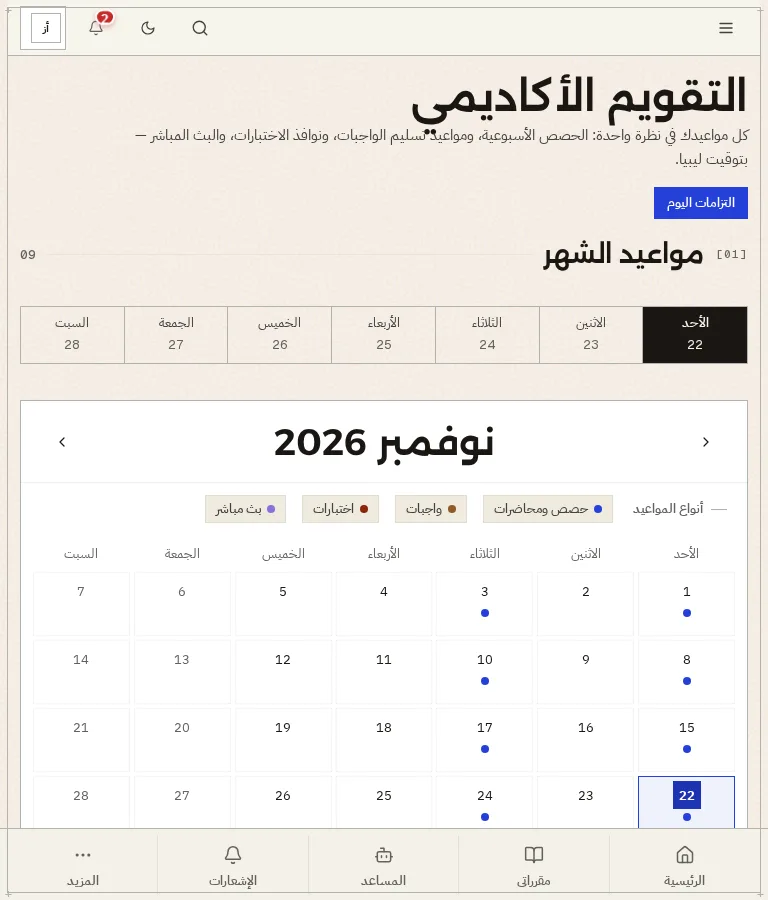 أز
2
التقويم الأكاديمي
كل مواعيدك في نظرة واحدة: الحصص الأسبوعية، ومواعيد تسليم الواجبات، ونوافذ الاختبارات، والبث المباشر —
بتوقيت ليبيا.
التزامات اليوم
[01] مواعيد الشهر 09
الأحد الاثنين الثلاثاء الأربعاء الخميس الجمعة السبت
22 23 24 25 26 27 28
نوفمبر 2026
— أنواع المواعيد حصص ومحاضرات واجبات اختبارات بث مباشر
الأحد الاثنين الثلاثاء الأربعاء الخميس الجمعة السبت
1 2 3 4 5 6 7
8 9 10 11 12 13 14
15 16 17 18 19 20 21
22 23 24 25 26 27 28
الرئيسية مقرراتي المساعد الإشعارات المزيد